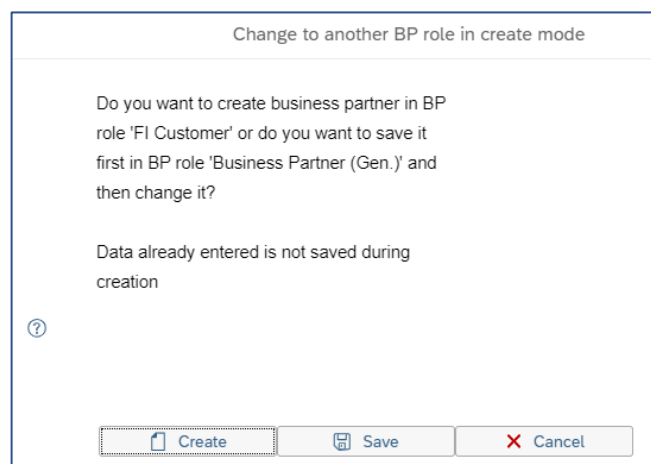 Change to another BP role in create mode
Do you want to create business partner in BP
role 'FI Customer' or do you want to save it
first in BP role 'Business Partner (Gen.)' and
then change it?
Data already entered is not saved during
creation
Create Save Cancel